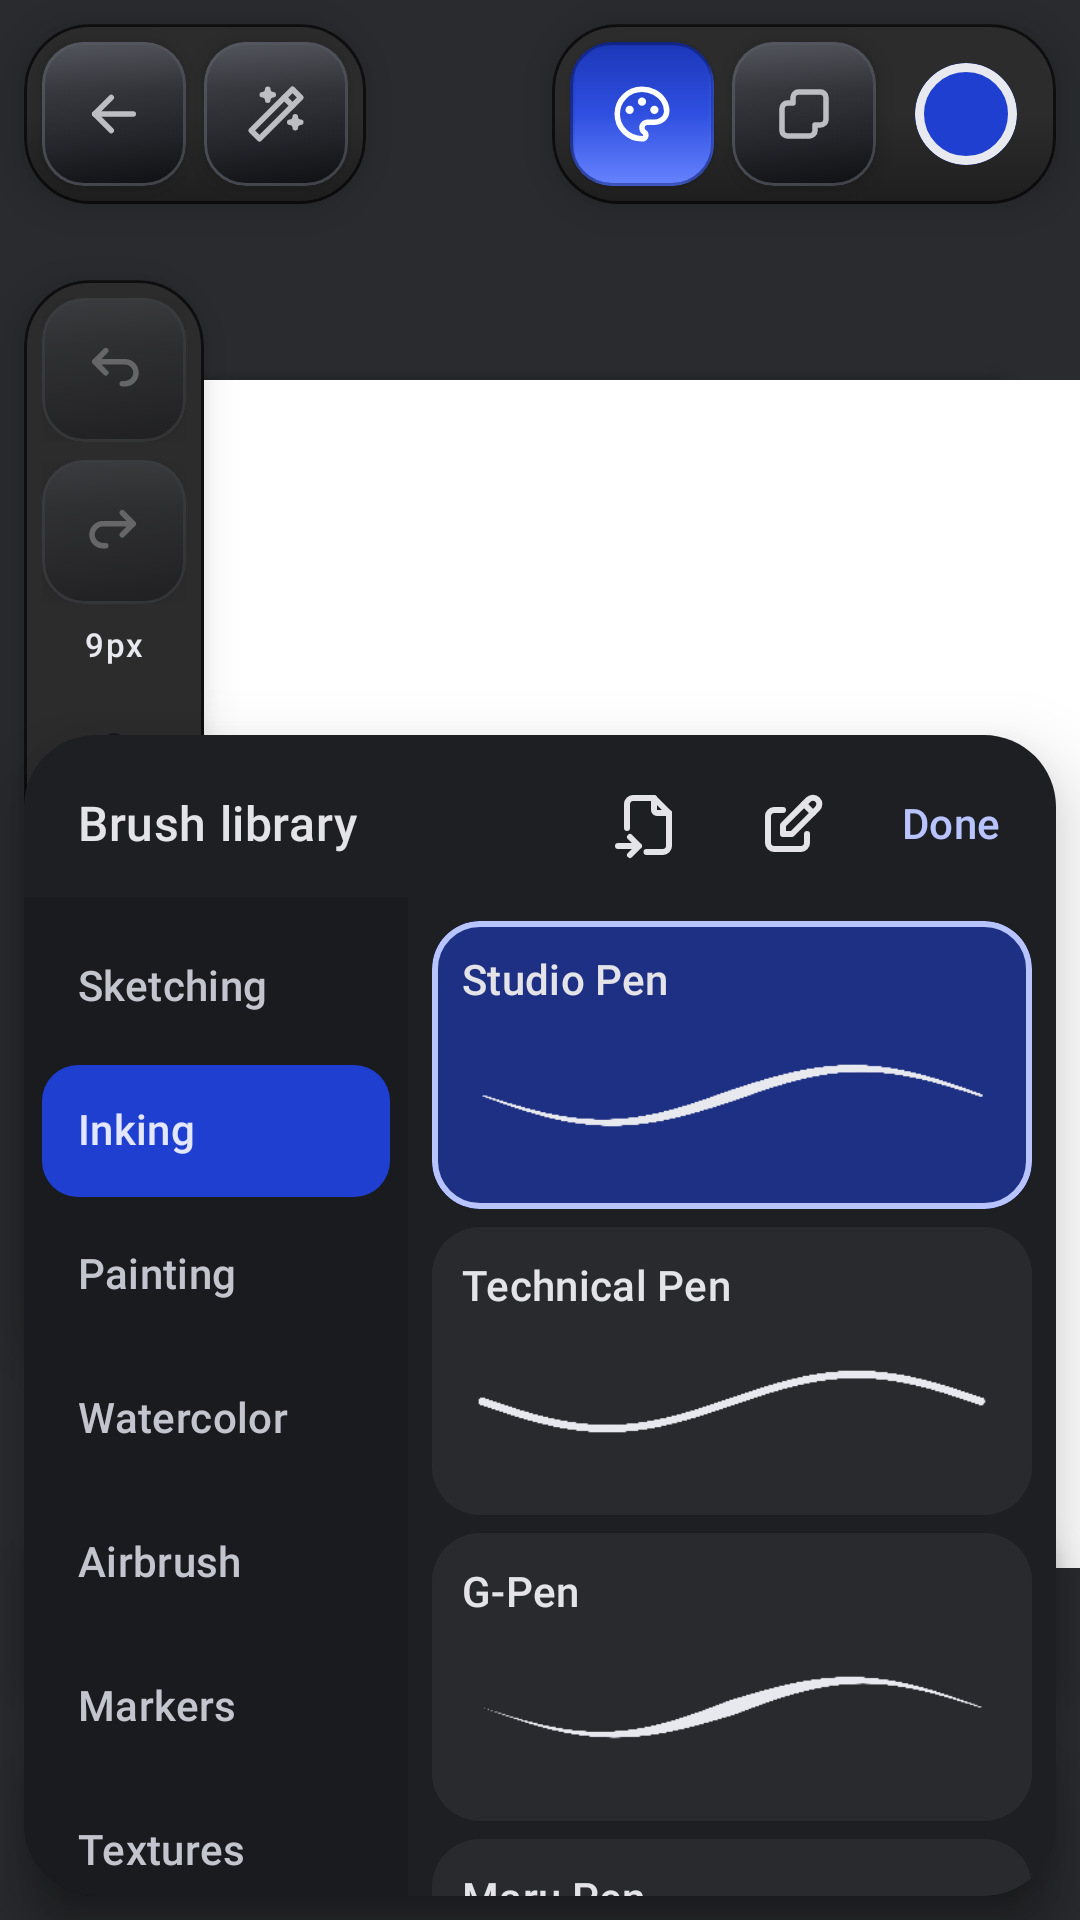 9px
Brush library
Done
Sketching
Inking
Painting
Watercolor
Airbrush
Markers
Textures
Studio Pen
Technical Pen
G-Pen